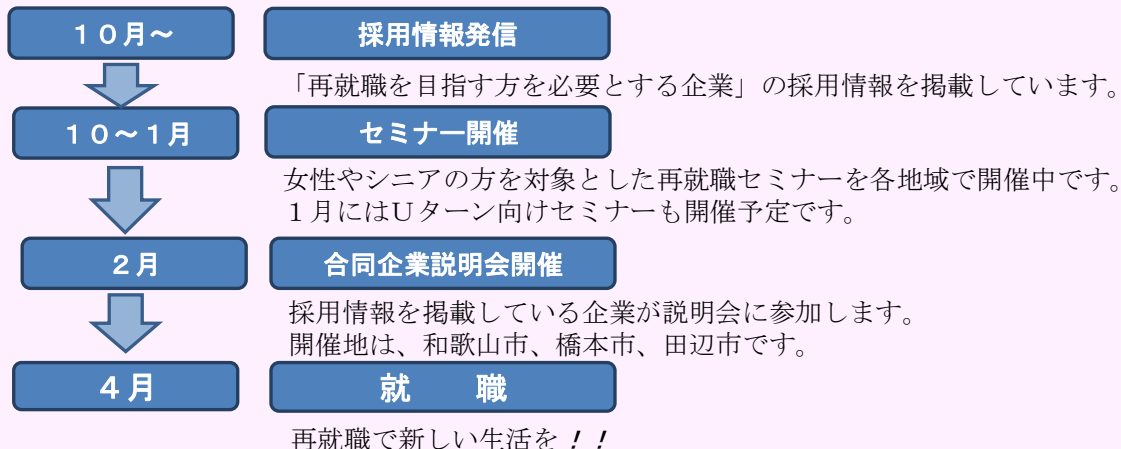 １０月～　採用情報発信
「再就職を目指す方を必要とする企業」の採用情報を掲載しています。
１０～１月　セミナー開催
女性やシニアの方を対象とした再就職セミナーを各地域で開催中です。
１月にはＵターン向けセミナーも開催予定です。
２月　合同企業説明会開催
採用情報を掲載している企業が説明会に参加します。
開催地は、和歌山市、橋本市、田辺市です。
４月　就　職
再就職で新しい生活を！！